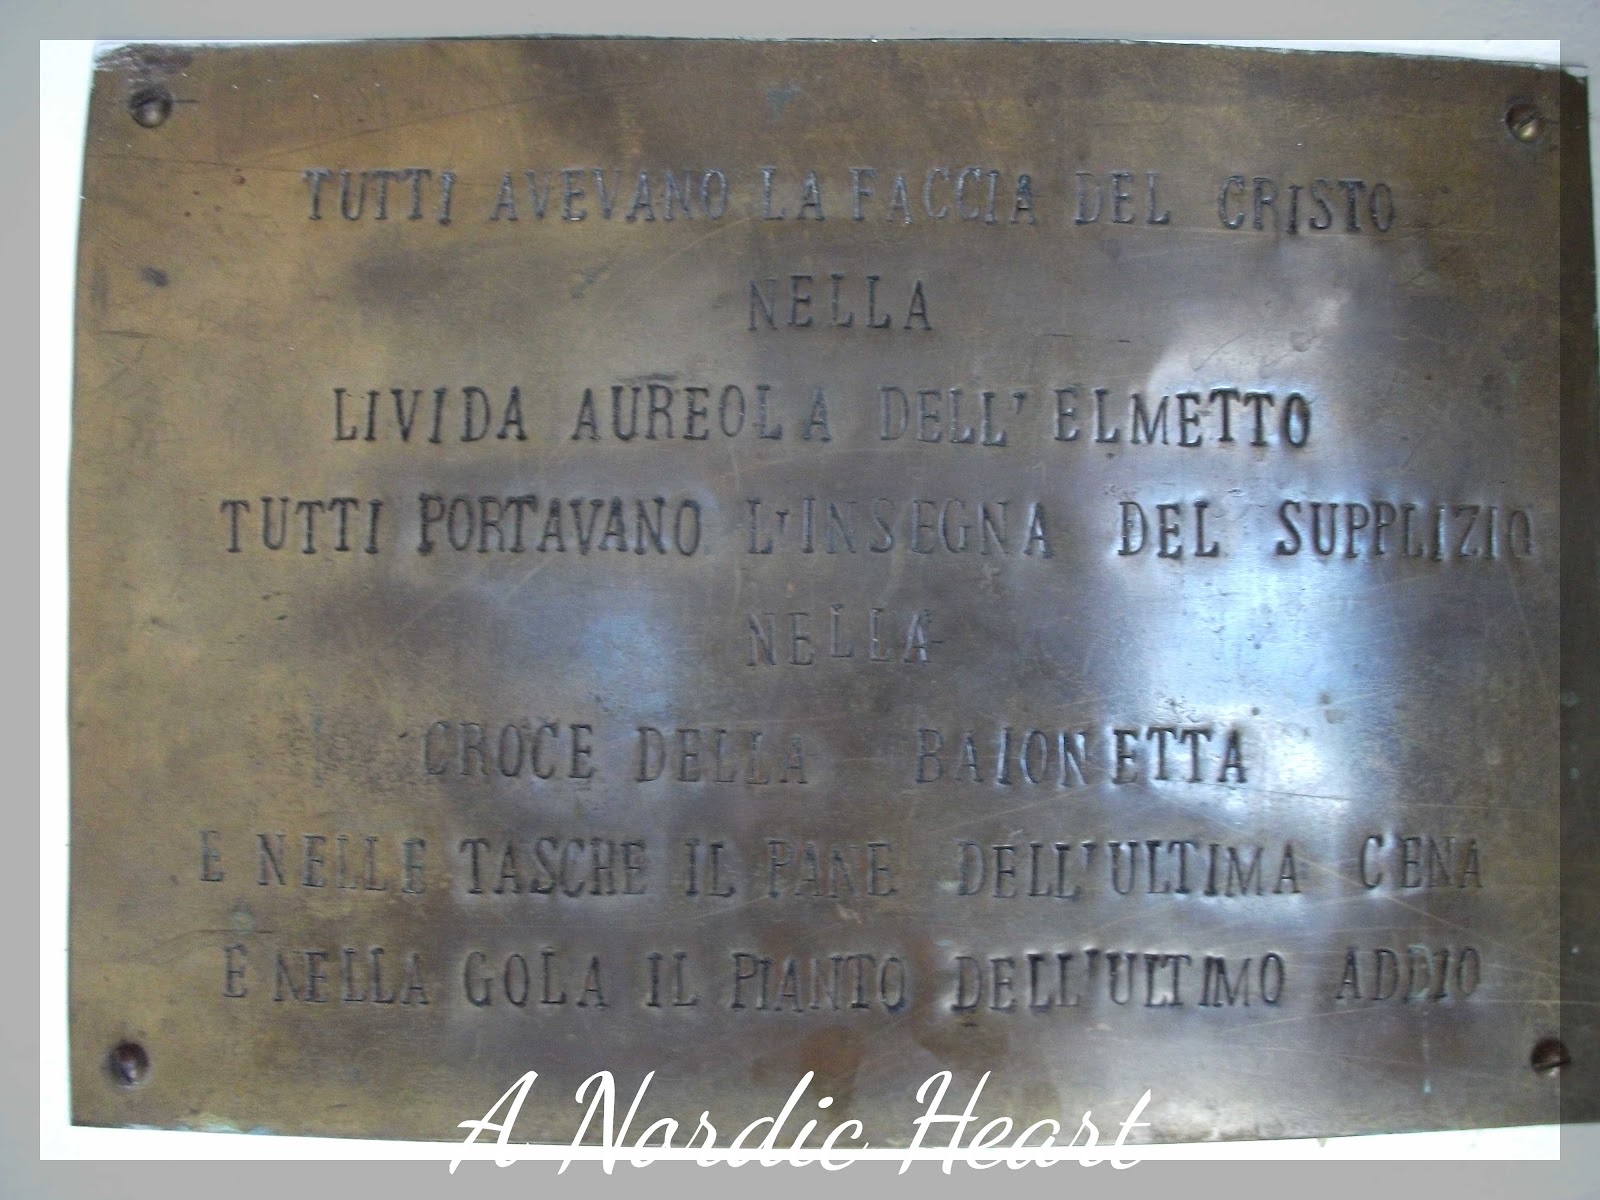 TUTTI AVEVANO LA FACCIA DEL CRISTO
NELLA
LIVIDA AUREOLA DELL'ELMETTO
TUTTI PORTAVANO L'INSEGNA DEL SUPPLIZIO
NELLA
CROCE DELLA BAIONETTA
E NELLE TASCHE IL PANE DELL'ULTIMA CENA
E NELLA GOLA IL PIANTO DELL'ULTIMO ADDIO
A Nordic Heart